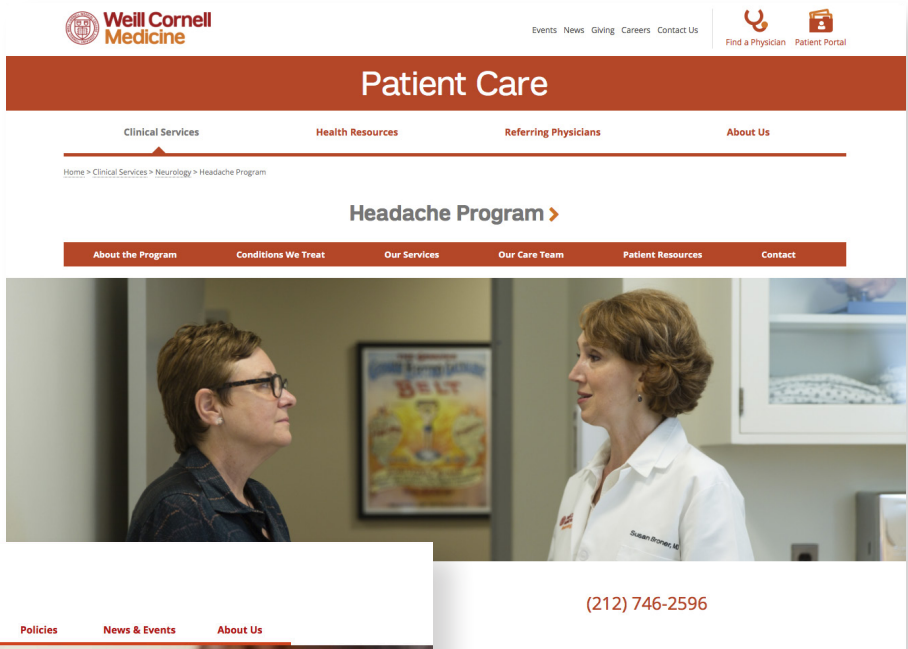 Weill Cornell
Medicine
Events News Giving Careers Contact Us
Find a Physician Patient Portal
Patient Care
Clinical Services Health Resources Referring Physicians About Us
Home > Clinical Services > Neurology > Headache Program
Headache Program >
About the Program Conditions We Treat Our Services Our Care Team Patient Resources Contact
BELT
Susan Broner, M
(212) 746-2596
Policies News & Events About Us